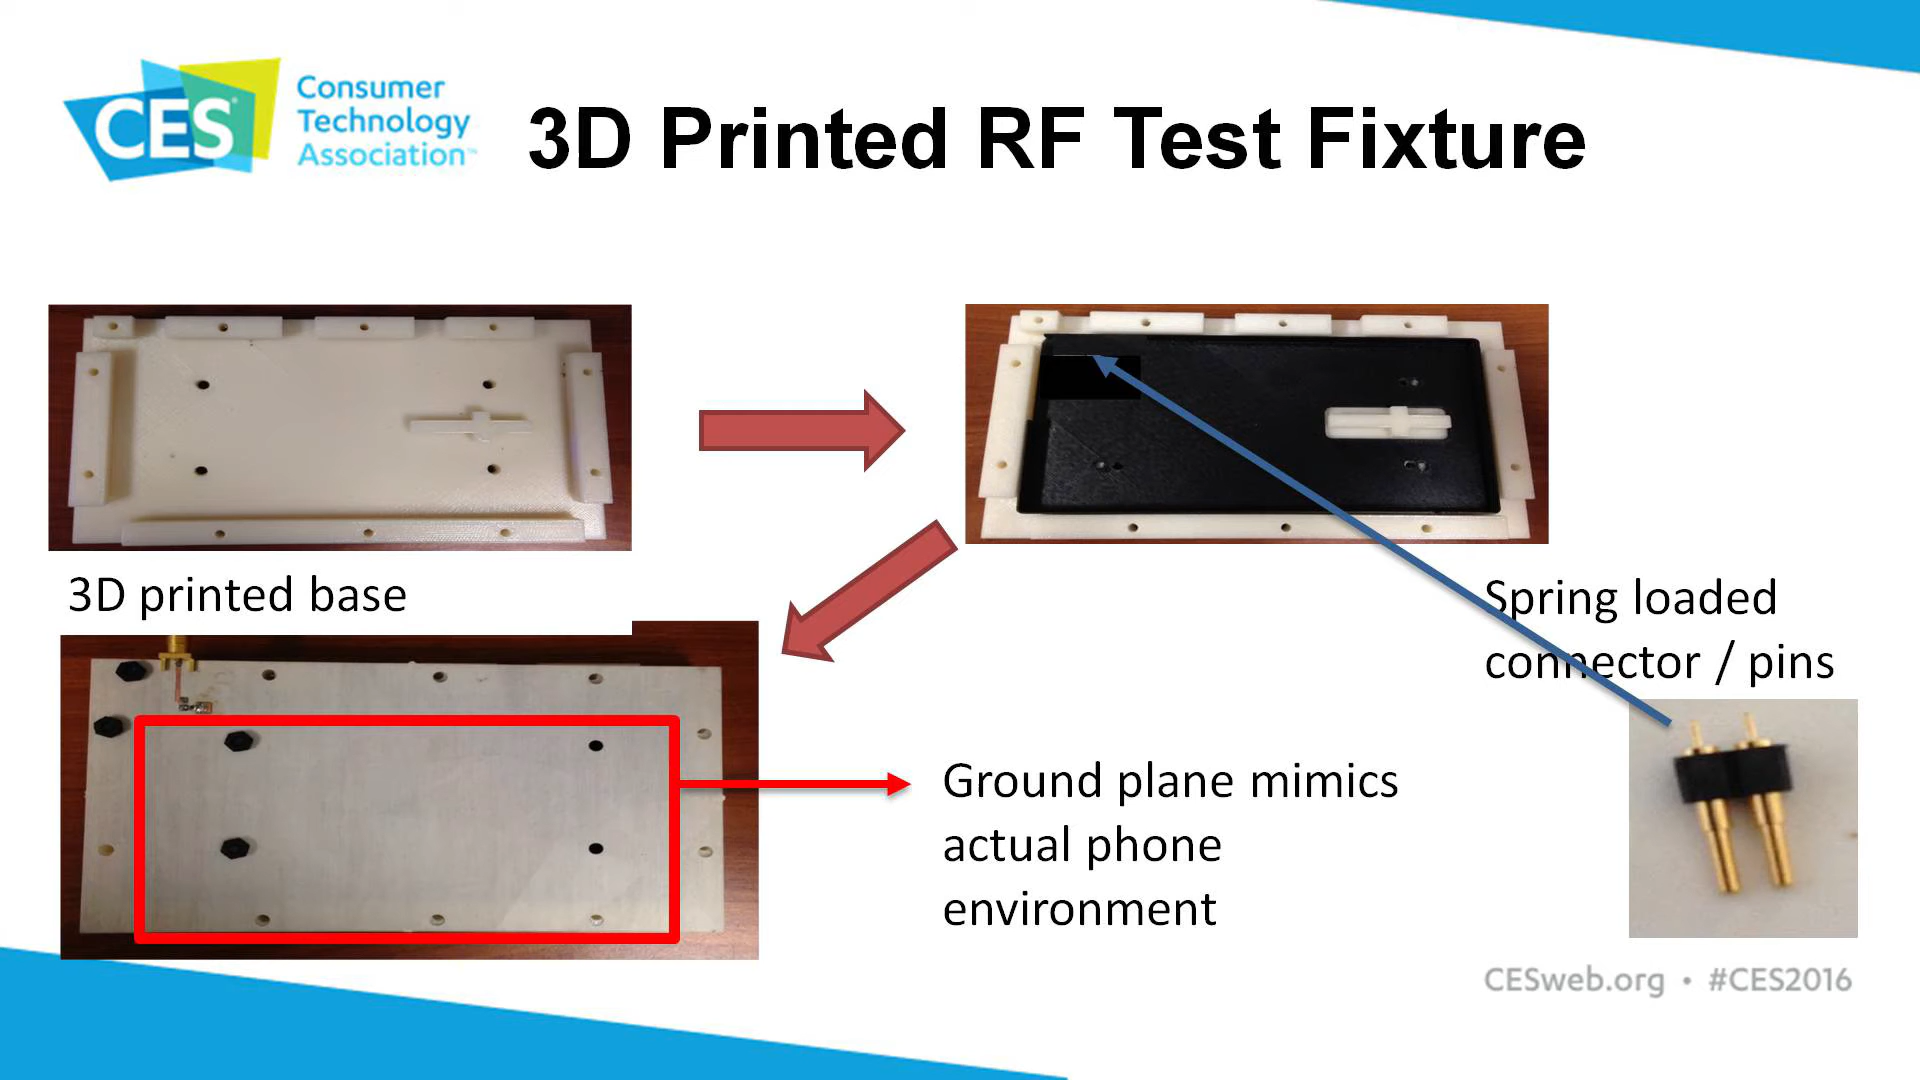 CES
Consumer
Technology
Association™
3D Printed RF Test Fixture
3D printed base
Spring loaded
connector / pins
Ground plane mimics
actual phone
environment
CESweb.org • #CES2016